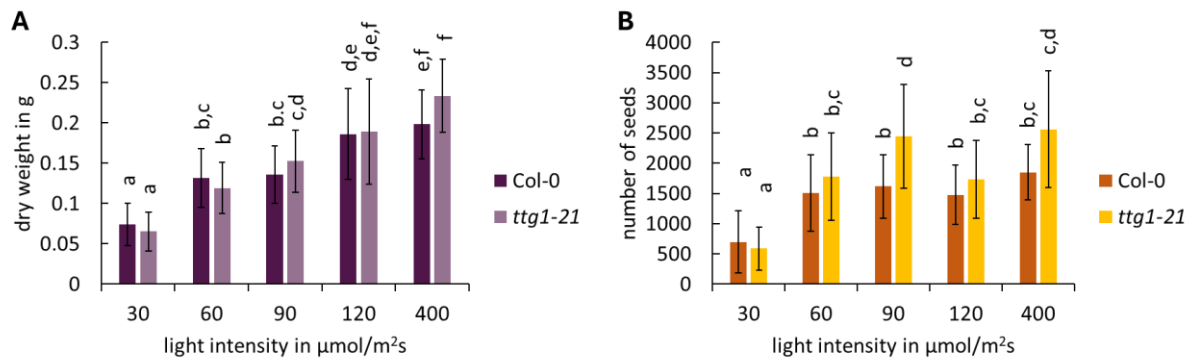 A
dry weight in g
0.3
0.25
0.2
0.15
0.1
0.05
0
a
a
b,c
b
b.c
c,d
d,e
d,e,f
e,f
f
30 60 90 120 400
light intensity in µmol/m²s
Col-0
ttg1-21
B
number of seeds
4000
3500
3000
2500
2000
1500
1000
500
0
a
a
b
b,c
b
d
b
b,c
b,c
c,d
30 60 90 120 400
light intensity in µmol/m²s
Col-0
ttg1-21